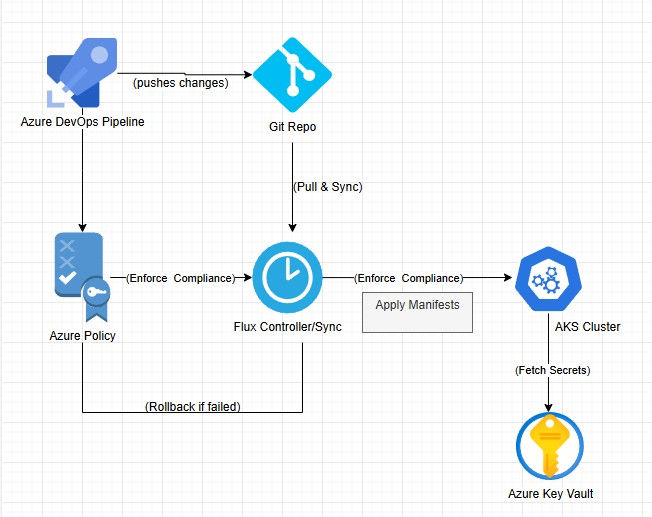 (pushes changes)
Azure DevOps Pipeline
Git Repo
(Pull & Sync)
(Enforce Compliance)
(Enforce Compliance)
Apply Manifests
Azure Policy
Flux Controller/Sync
AKS Cluster
(Fetch Secrets)
(Rollback if failed)
Azure Key Vault